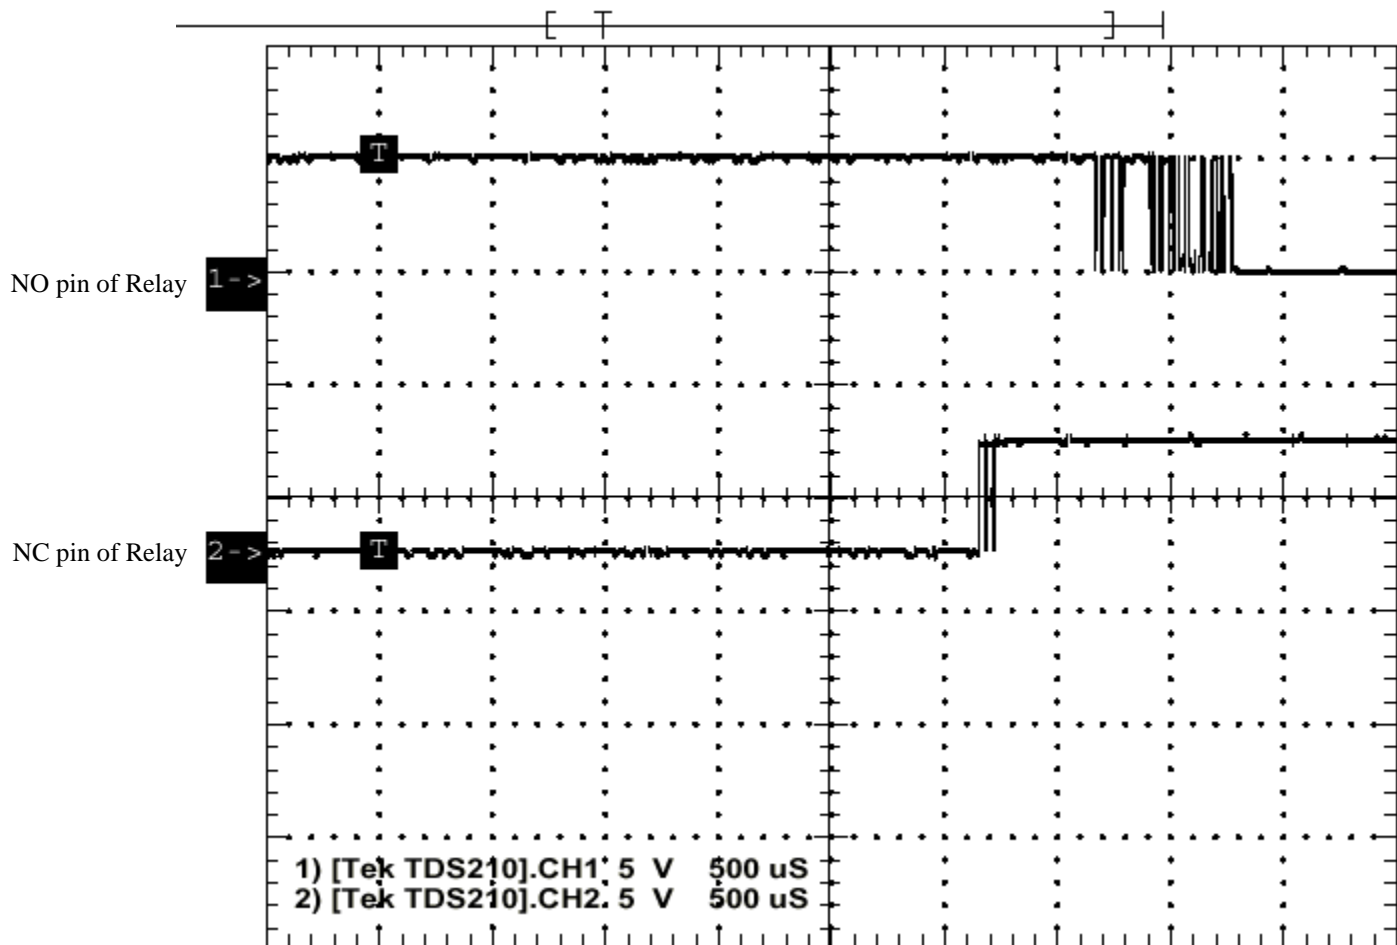 T
NO pin of Relay
1->
NC pin of Relay
2->
T
1) [Tek TDS210].CH1 5 V 500 uS
2) [Tek TDS210].CH2 5 V 500 uS